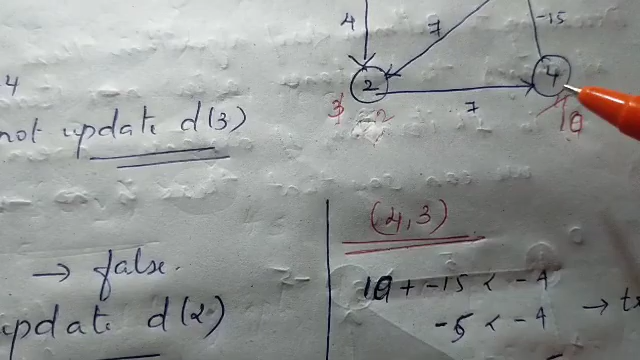 4
7
-15
2
4
3
-2
7
10
4
not update d(3)
(4,3)
→ false.
update d(2)
10 + -15 < -4
-5 < -4
→ t